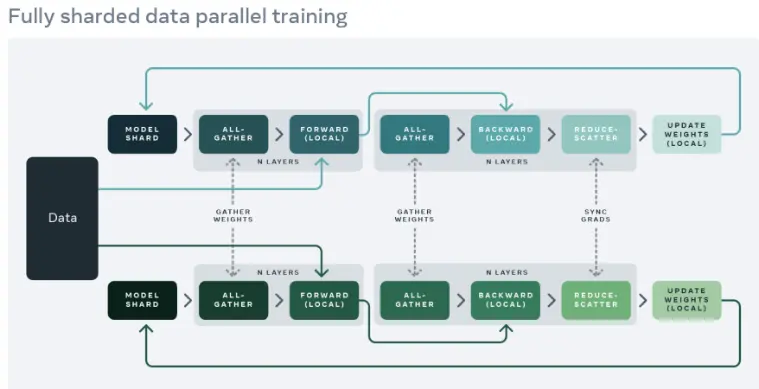 Fully sharded data parallel training
MODEL
SHARD
ALL-
GATHER
FORWARD
(LOCAL)
N LAYERS
ALL-
GATHER
BACKWARD
(LOCAL)
REDUCE-
SCATTER
N LAYERS
UPDATE
WEIGHTS
(LOCAL)
Data
GATHER
WEIGHTS
GATHER
WEIGHTS
SYNC
GRADS
N LAYERS
MODEL
SHARD
ALL-
GATHER
FORWARD
(LOCAL)
N LAYERS
ALL-
GATHER
BACKWARD
(LOCAL)
REDUCE-
SCATTER
UPDATE
WEIGHTS
(LOCAL)